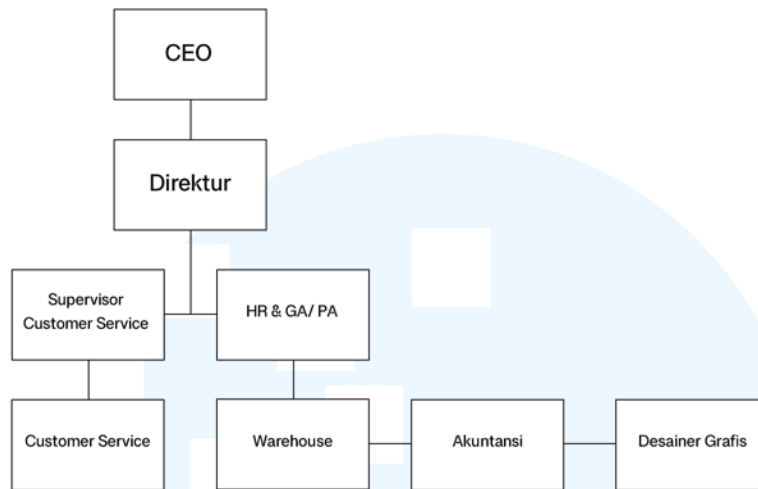 CEO
Direktur
Supervisor
Customer Service
HR & GA/ PA
Customer Service
Warehouse
Akuntansi
Desainer Grafis